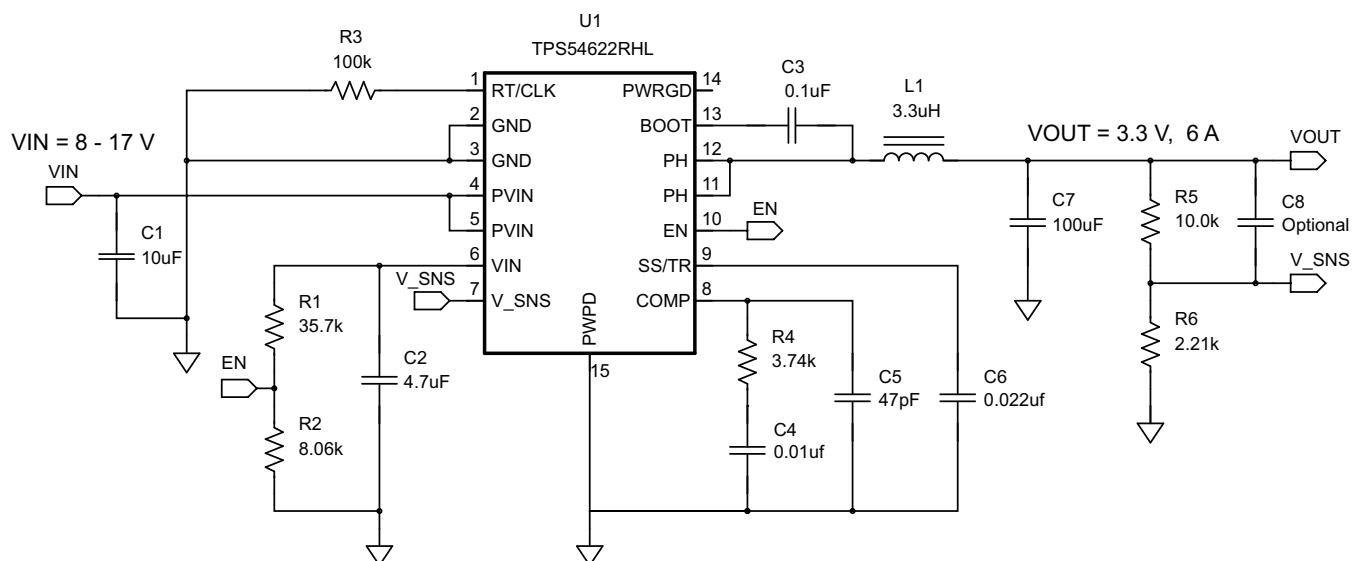 U1
TPS54622RHL
R3
100k
1 RT/CLK
2 GND
3 GND
4 PVIN
5 PVIN
6 VIN
7 V_SNS
PWRGD 14
BOOT 13
PH 12
PH 11
EN 10
SS/TR 9
COMP 8
PWPD
15
VIN = 8 - 17 V
VIN
C1
10uF
V_SNS
R1
35.7k
EN
R2
8.06k
C2
4.7uF
C3
0.1uF
L1
3.3uH
VOUT = 3.3 V, 6 A
VOUT
EN
C7
100uF
R5
10.0k
C8
Optional
V_SNS
R6
2.21k
R4
3.74k
C4
0.01uf
C5
47pF
C6
0.022uf